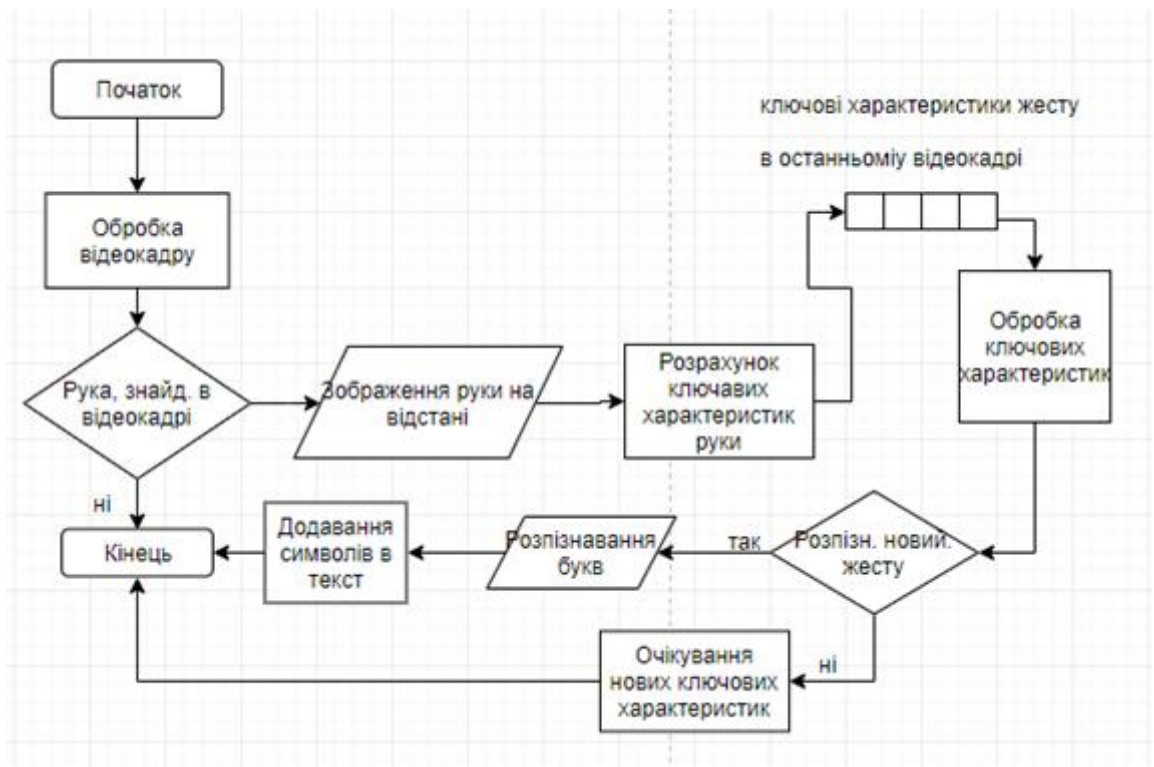 Початок
ключові характеристики жесту
в останньоміу відеокадрі
Обробка
відеокадру
Обробка
ключових
характеристик
Рука, знайд. в
відеокадрі
Зображення руки на
відстані
Розрахунок
ключавих
характеристик
руки
ні
Кінець
Додавання
символів в
текст
Розпізнавання
букв
так
Розпізн. новий.
жесту
Очікування
нових ключових
характеристик
ні